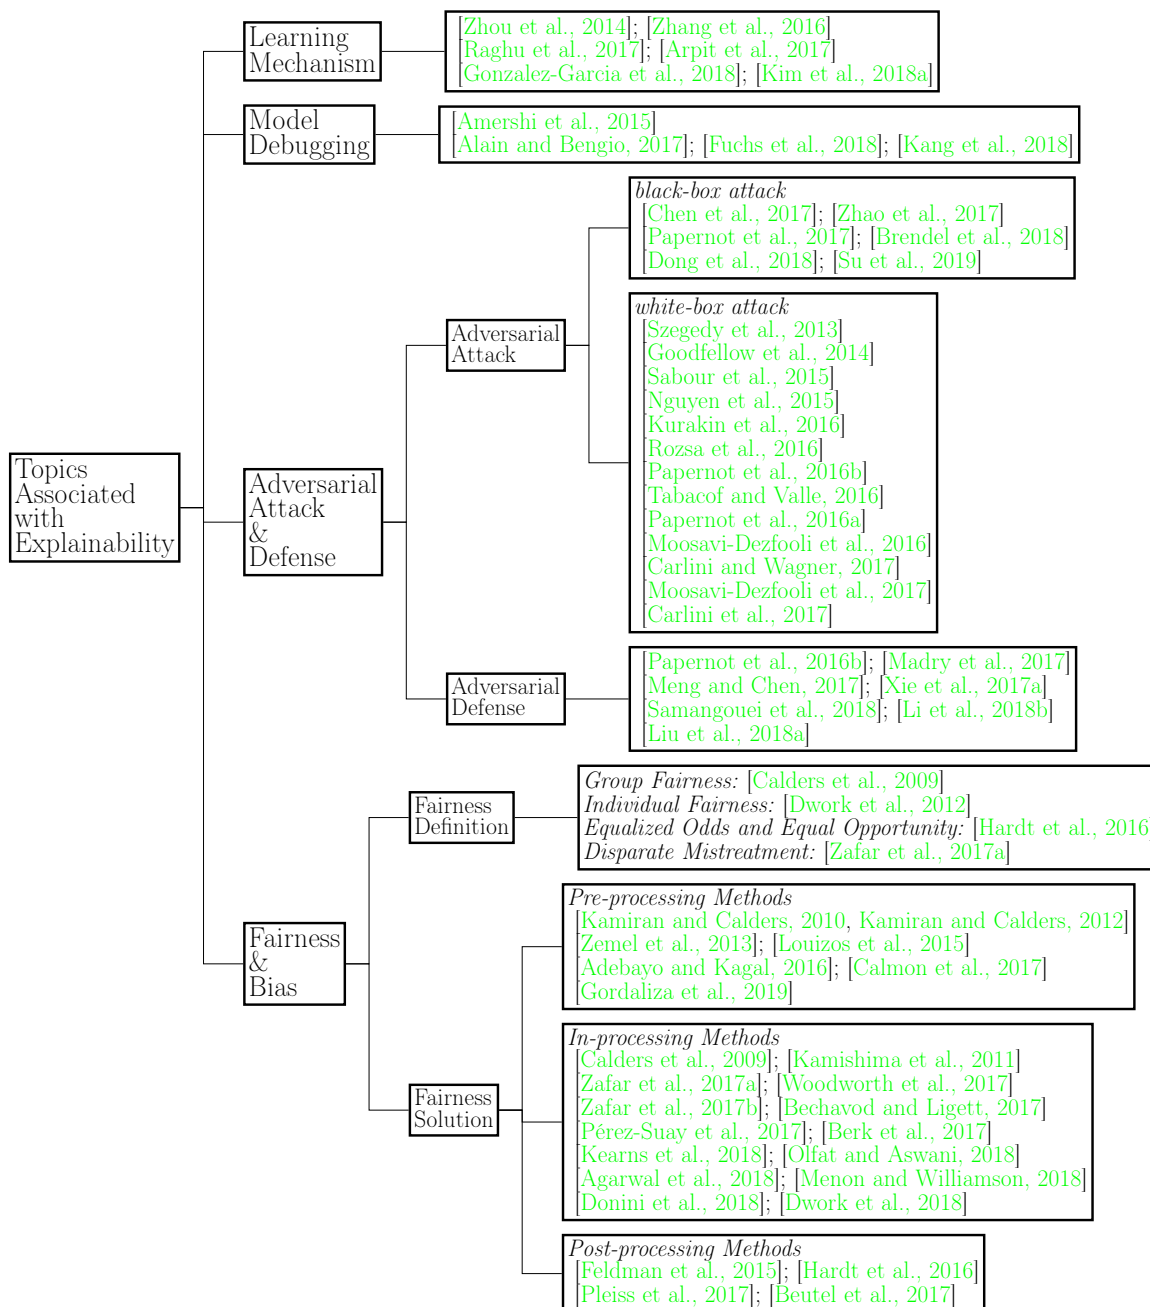 Topics
Associated
with
Explainability
Learning
Mechanism
[Zhou et al., 2014]; [Zhang et al., 2016]
[Raghu et al., 2017]; [Arpit et al., 2017]
[Gonzalez-Garcia et al., 2018]; [Kim et al., 2018a]
Model
Debugging
[Amershi et al., 2015]
[Alain and Bengio, 2017]; [Fuchs et al., 2018]; [Kang et al., 2018]
Adversarial
Attack
&
Defense
Adversarial
Attack
black-box attack
[Chen et al., 2017]; [Zhao et al., 2017]
[Papernot et al., 2017]; [Brendel et al., 2018]
[Dong et al., 2018]; [Su et al., 2019]
white-box attack
[Szegedy et al., 2013]
[Goodfellow et al., 2014]
[Sabour et al., 2015]
[Nguyen et al., 2015]
[Kurakin et al., 2016]
[Rozsa et al., 2016]
[Papernot et al., 2016b]
[Tabacof and Valle, 2016]
[Papernot et al., 2016a]
[Moosavi-Dezfooli et al., 2016]
[Carlini and Wagner, 2017]
[Moosavi-Dezfooli et al., 2017]
[Carlini et al., 2017]
Adversarial
Defense
[Papernot et al., 2016b]; [Madry et al., 2017]
[Meng and Chen, 2017]; [Xie et al., 2017a]
[Samangouei et al., 2018]; [Li et al., 2018b]
[Liu et al., 2018a]
Fairness
&
Bias
Fairness
Definition
Group Fairness: [Calders et al., 2009]
Individual Fairness: [Dwork et al., 2012]
Equalized Odds and Equal Opportunity: [Hardt et al., 2016]
Disparate Mistreatment: [Zafar et al., 2017a]
Fairness
Solution
Pre-processing Methods
[Kamiran and Calders, 2010, Kamiran and Calders, 2012]
[Zemel et al., 2013]; [Louizos et al., 2015]
[Adebayo and Kagal, 2016]; [Calmon et al., 2017]
[Gordaliza et al., 2019]
In-processing Methods
[Calders et al., 2009]; [Kamishima et al., 2011]
[Zafar et al., 2017a]; [Woodworth et al., 2017]
[Zafar et al., 2017b]; [Bechavod and Ligett, 2017]
[Pérez-Suay et al., 2017]; [Berk et al., 2017]
[Kearns et al., 2018]; [Olfat and Aswani, 2018]
[Agarwal et al., 2018]; [Menon and Williamson, 2018]
[Donini et al., 2018]; [Dwork et al., 2018]
Post-processing Methods
[Feldman et al., 2015]; [Hardt et al., 2016]
[Pleiss et al., 2017]; [Beutel et al., 2017]